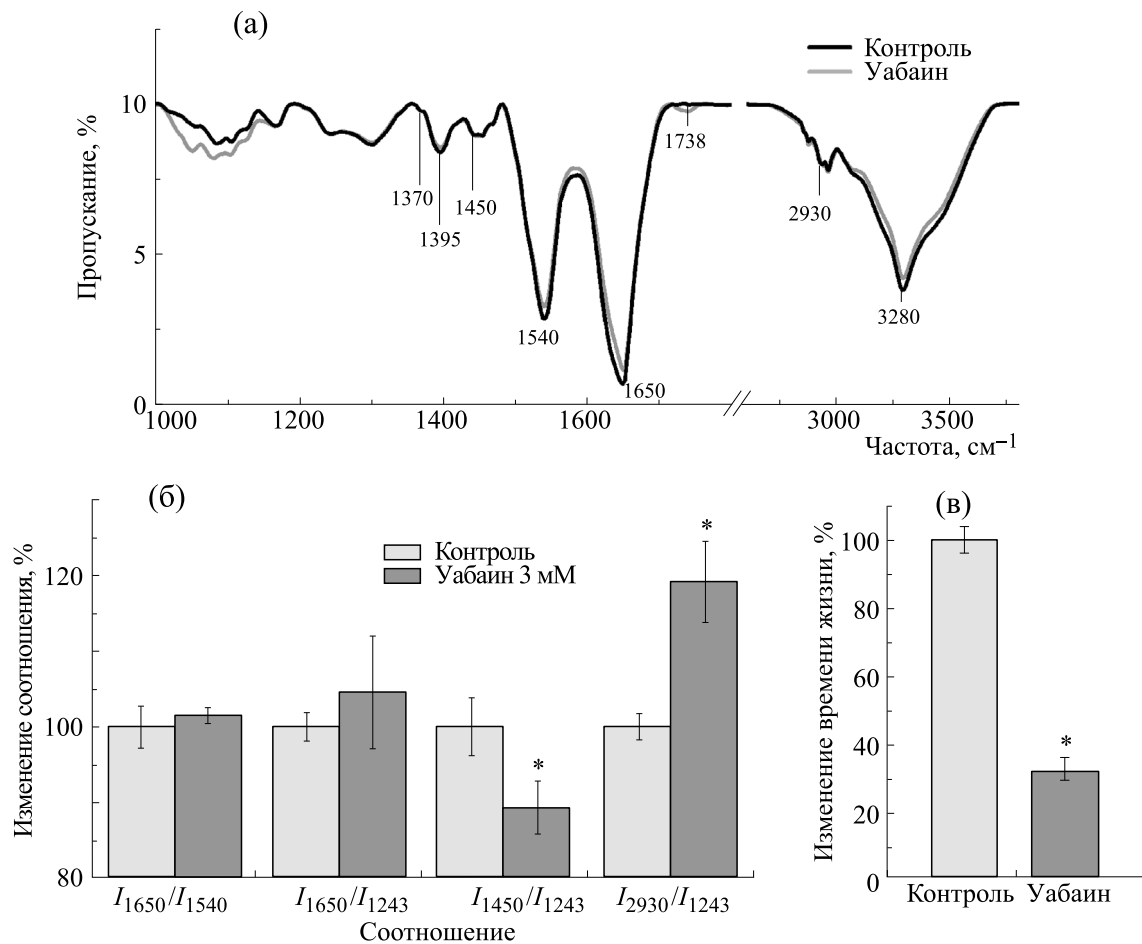 (а)
Контроль
Уабаин
Пропускание, %
10
5
0
1370
1395
1450
1540
1650
1738
2930
3280
1000
1200
1400
1600
3000
3500
Частота, см⁻¹
(б)
Контроль
Уабаин 3 мМ
Изменение соотношения, %
120
100
80
*
*
I1650/I1540
I1650/I1243
I1450/I1243
I2930/I1243
Соотношение
(в)
Изменение времени жизни, %
100
80
60
40
20
0
*
Контроль
Уабаин